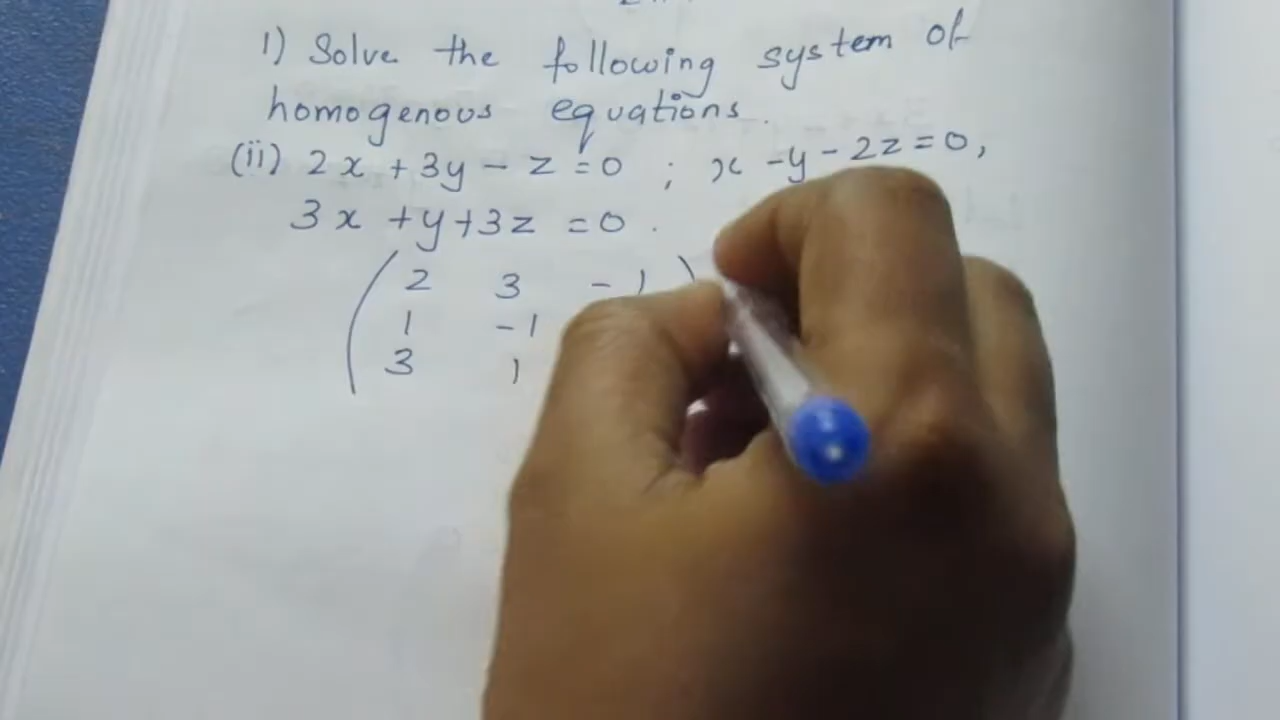 1) Solve the following system of
homogenous equations.
(ii) 2x + 3y - z = 0 ; x - y - 2z = 0,
3x + y + 3z = 0.
( 2 3 -1 )
1 -1
3 1